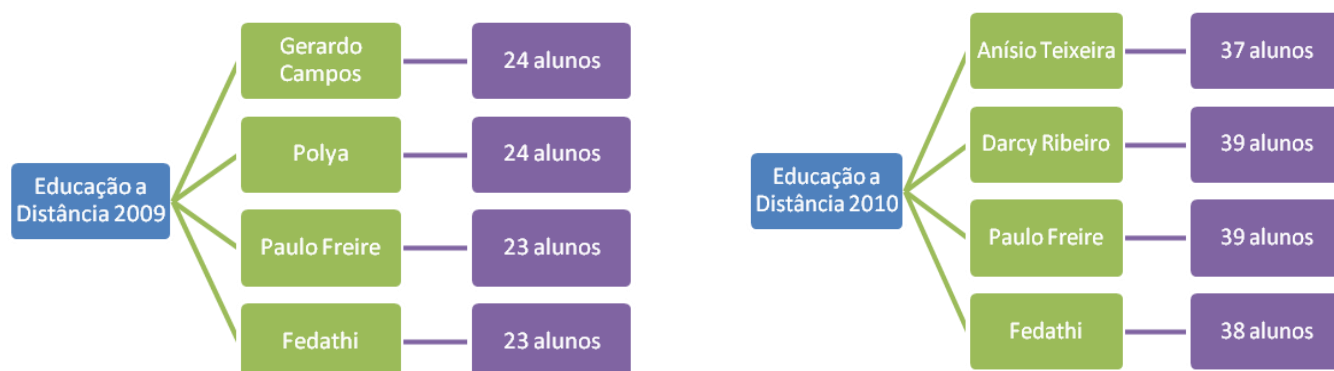 Educação a
Distância 2009
Gerardo
Campos
24 alunos
Polya
24 alunos
Paulo Freire
23 alunos
Fedathi
23 alunos
Educação a
Distância 2010
Anísio Teixeira
37 alunos
Darcy Ribeiro
39 alunos
Paulo Freire
39 alunos
Fedathi
38 alunos